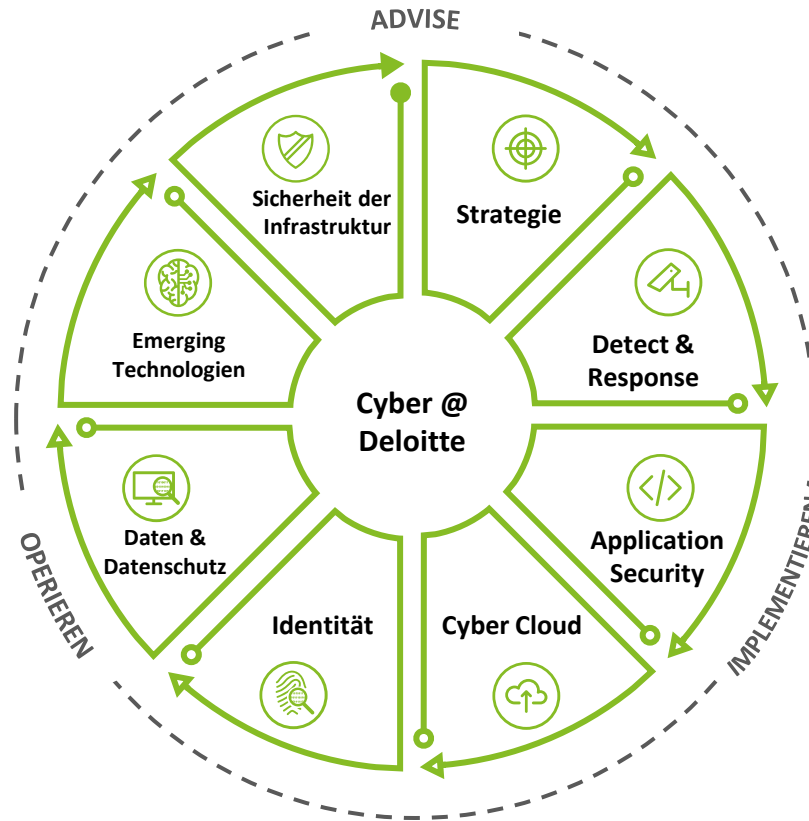 ADVISE
Sicherheit der
Infrastruktur
Strategie
Emerging
Technologien
Detect &
Response
Cyber @
Deloitte
</>
Daten &
Datenschutz
Application
Security
Identität
Cyber Cloud
OPERIEREN
IMPLEMENTIEREN